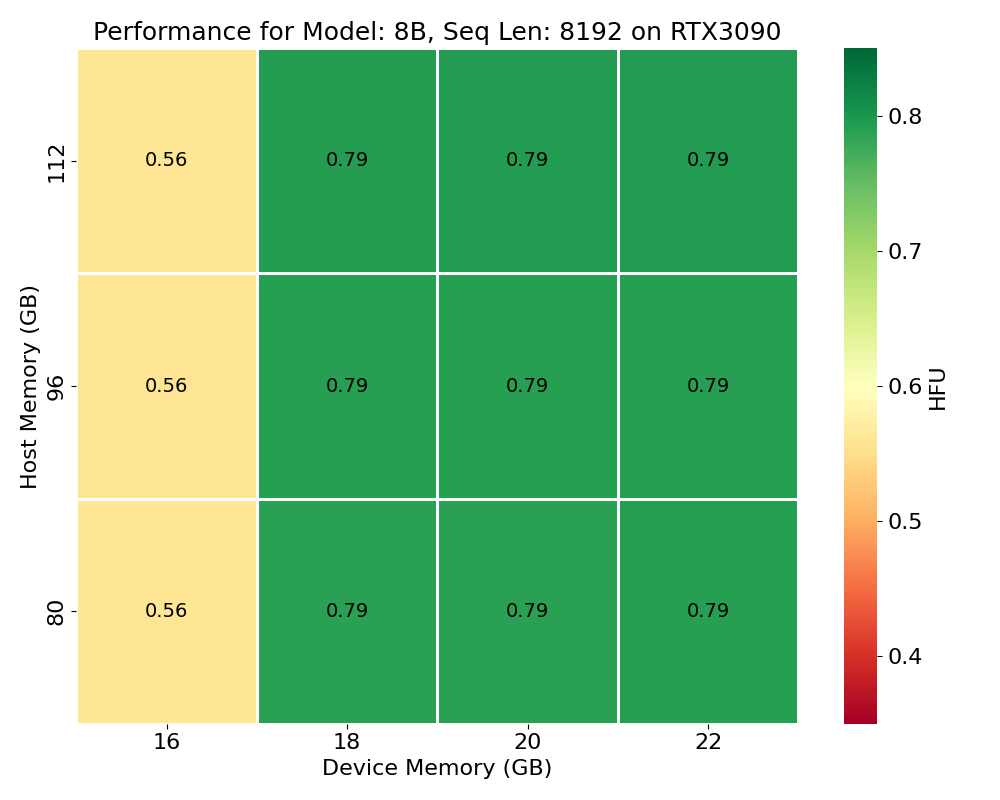 Performance for Model: 8B, Seq Len: 8192 on RTX3090
Host Memory (GB)
112
0.56 0.79 0.79 0.79
96
0.56 0.79 0.79 0.79
80
0.56 0.79 0.79 0.79
16 18 20 22
Device Memory (GB)
0.8
0.7
0.6
0.5
0.4
HFU